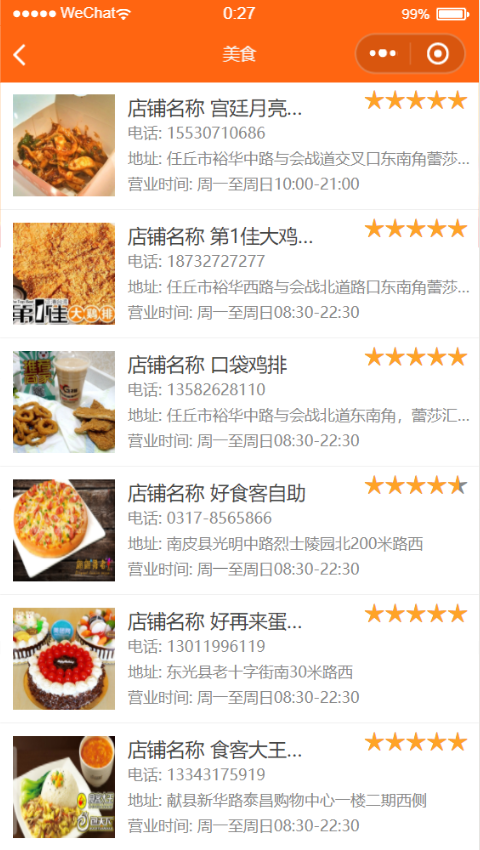 WeChat
0:27
99%
美食
店铺名称 宫廷月亮...
电话: 15530710686
地址: 任丘市裕华中路与会战道交叉口东南角蕾莎...
营业时间: 周一至周日10:00-21:00
店铺名称 第1佳大鸡...
电话: 18732727277
地址: 任丘市裕华西路与会战北道路口东南角蕾莎...
营业时间: 周一至周日08:30-22:30
第1佳大鸡排
店铺名称 口袋鸡排
电话: 13582628110
地址: 任丘市裕华中路与会战北道东南角，蕾莎汇...
营业时间: 周一至周日08:30-22:30
店铺名称 好食客自助
电话: 0317-8565866
地址: 南皮县光明中路烈士陵园北200米路西
营业时间: 周一至周日08:30-22:30
店铺名称 好再来蛋...
电话: 13011996119
地址: 东光县老十字街南30米路西
营业时间: 周一至周日08:30-22:30
店铺名称 食客大王...
电话: 13343175919
地址: 献县新华路泰昌购物中心一楼二期西侧
营业时间: 周一至周日08:30-22:30